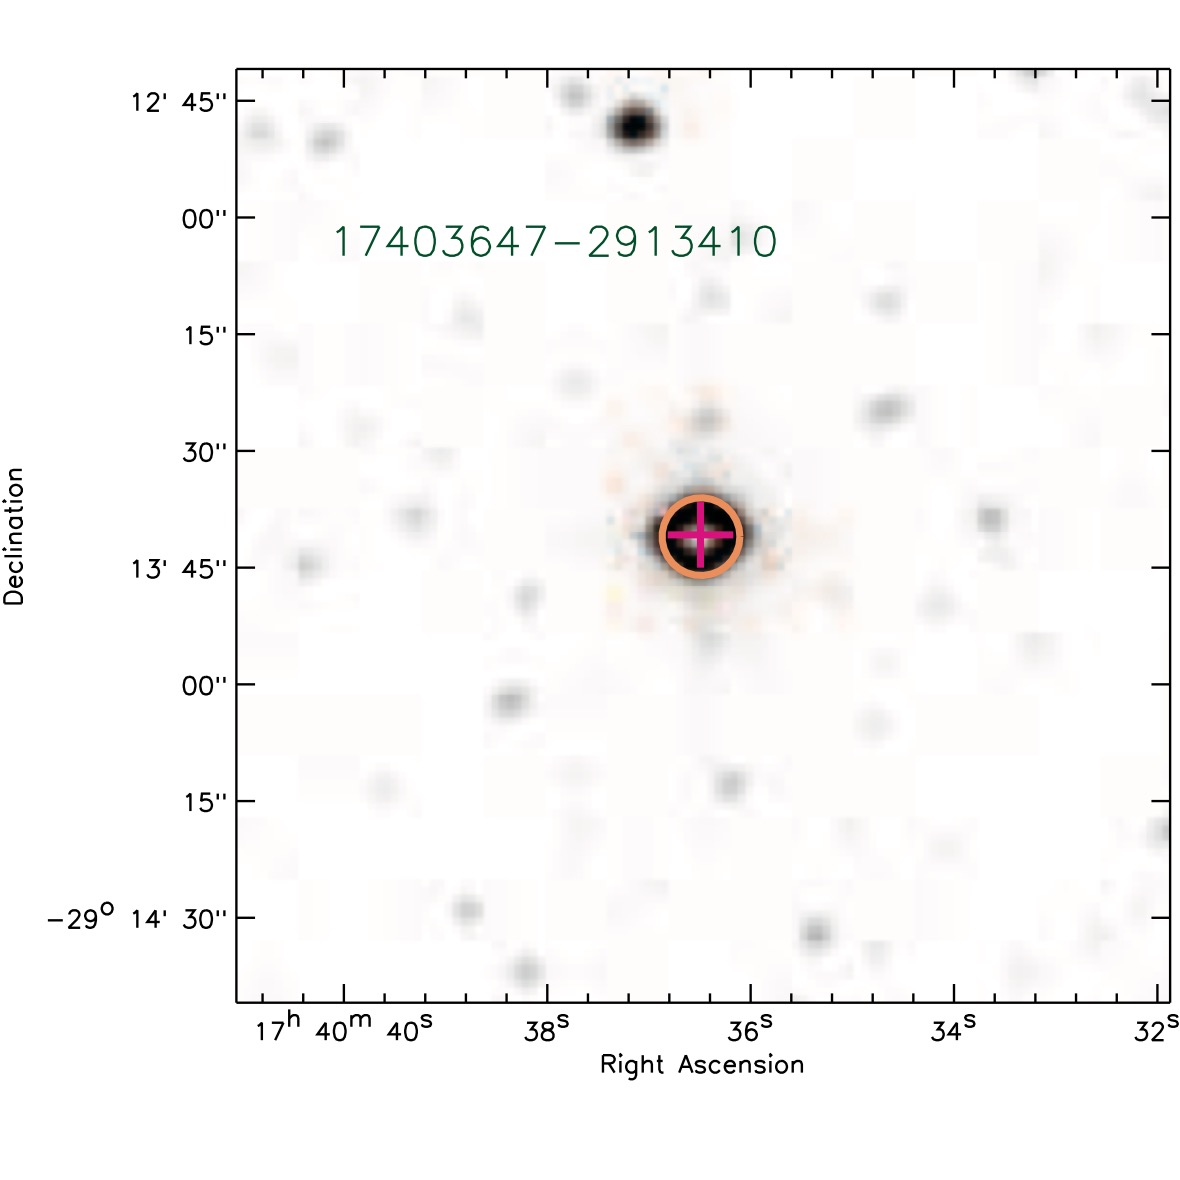 12' 45"
00"
17403647-2913410
15"
30"
Declination
13' 45"
00"
15"
-29° 14' 30"
17h 40m 40s 38s 36s 34s 32s
Right Ascension